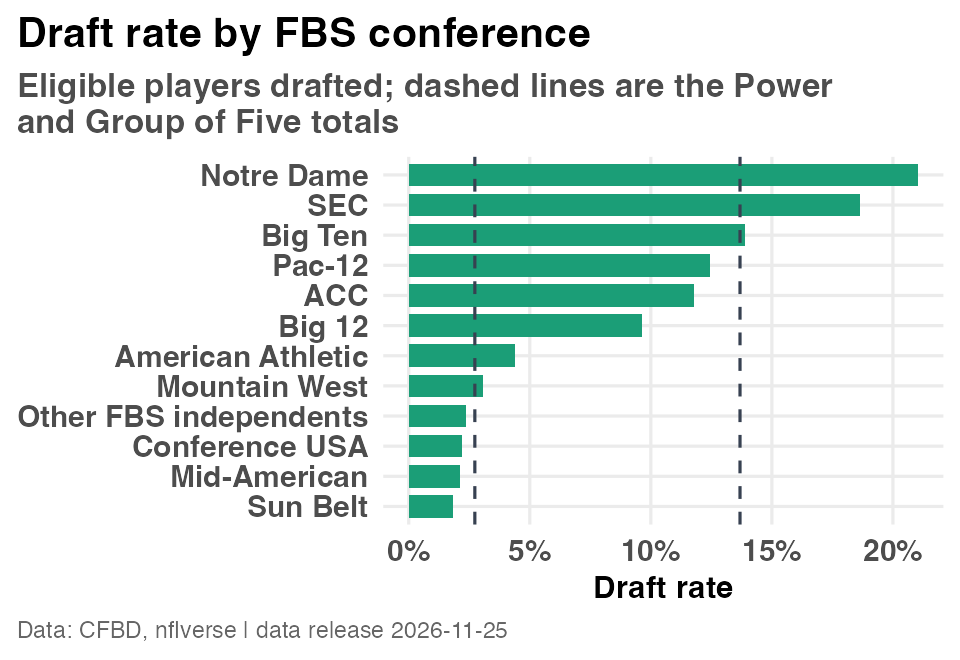 Draft rate by FBS conference
Eligible players drafted; dashed lines are the Power
and Group of Five totals
Notre Dame
SEC
Big Ten
Pac-12
ACC
Big 12
American Athletic
Mountain West
Other FBS independents
Conference USA
Mid-American
Sun Belt
0% 5% 10% 15% 20%
Draft rate
Data: CFBD, nflverse | data release 2026-11-25